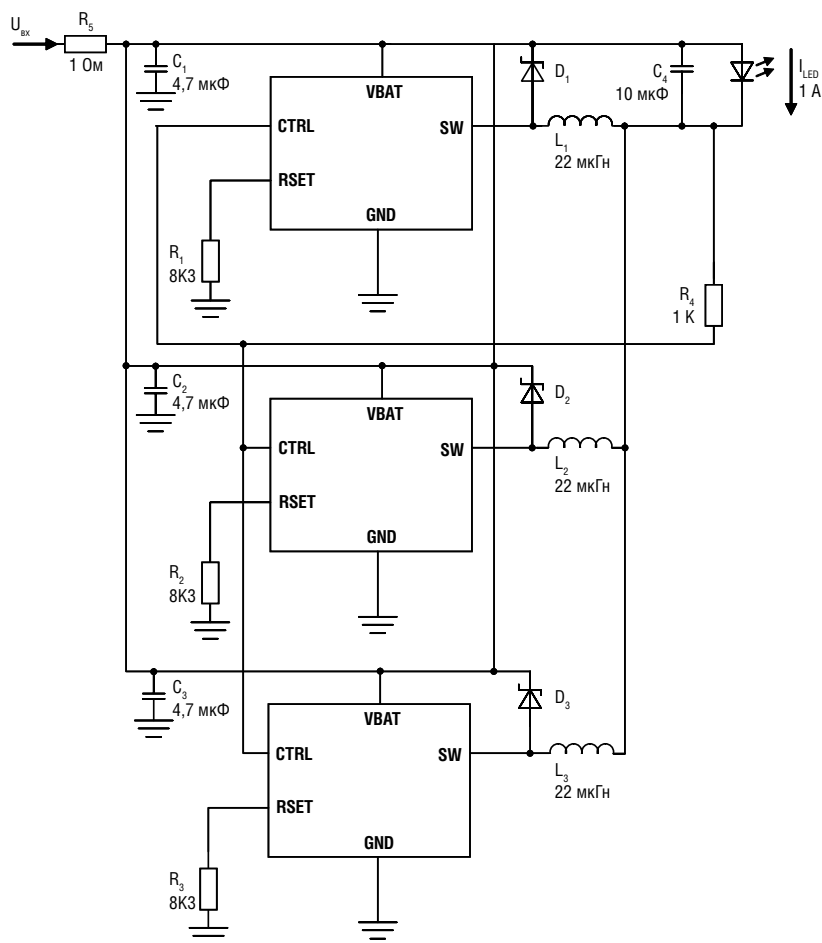 Uвх
R5
1 Ом
C1
4,7 мкФ
VBAT
CTRL
SW
RSET
GND
R1
8К3
D1
L1
22 мкГн
C4
10 мкФ
ILED
1 А
R4
1 К
C2
4,7 мкФ
VBAT
CTRL
SW
RSET
GND
R2
8К3
D2
L2
22 мкГн
C3
4,7 мкФ
VBAT
CTRL
SW
RSET
GND
R3
8К3
D3
L3
22 мкГн